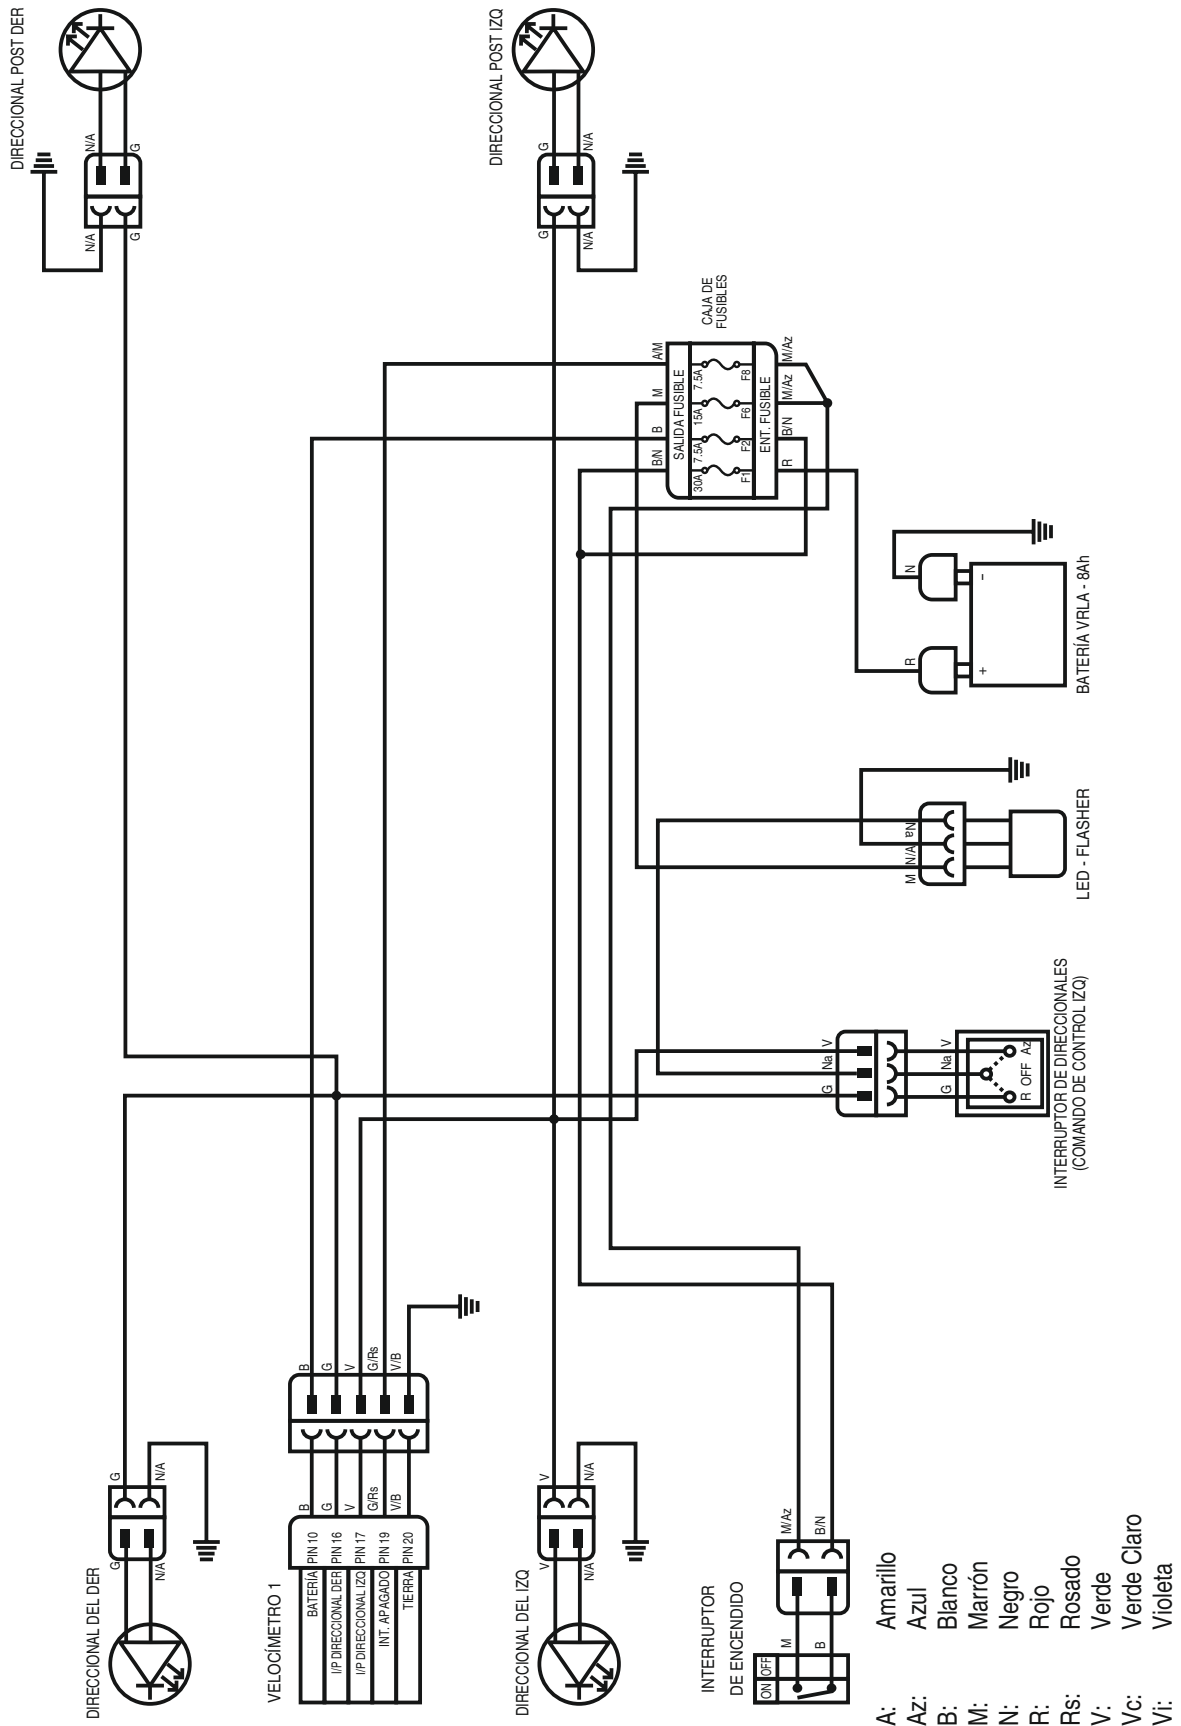 DIRECCIONAL POST DER
N/A
G
N/A
G
DIRECCIONAL POST IZQ
G
N/A
G
N/A
CAJA DE
FUSIBLES
SALIDA FUSIBLE
ENT. FUSIBLE
A/M
M
B
B/N
7.5A
15A
7.5A
30A
F8
F6
F2
F1
M/Az
M/Az
B/N
R
N
R
-
+
BATERÍA VRLA - 8Ah
M
N/A
Na
LED - FLASHER
G
Na
V
G
Na
V
R
OFF
Az
INTERRUPTOR DE DIRECCIONALES
(COMANDO DE CONTROL IZQ)
DIRECCIONAL DEL DER
G
N/A
G
N/A
VELOCÍMETRO 1
B
G
V
G/Rs
V/B
B
G
V
G/Rs
V/B
BATERÍA PIN 10
I/P DIRECCIONAL DER PIN 16
I/P DIRECCIONAL IZQ PIN 17
INT. APAGADO PIN 19
TIERRA PIN 20
DIRECCIONAL DEL IZQ
V
N/A
V
N/A
INTERRUPTOR
DE ENCENDIDO
M/Az
B/N
M
B
ON
OFF
A: Amarillo
Az: Azul
B: Blanco
M: Marrón
N: Negro
R: Rojo
Rs: Rosado
V: Verde
Vc: Verde Claro
Vi: Violeta